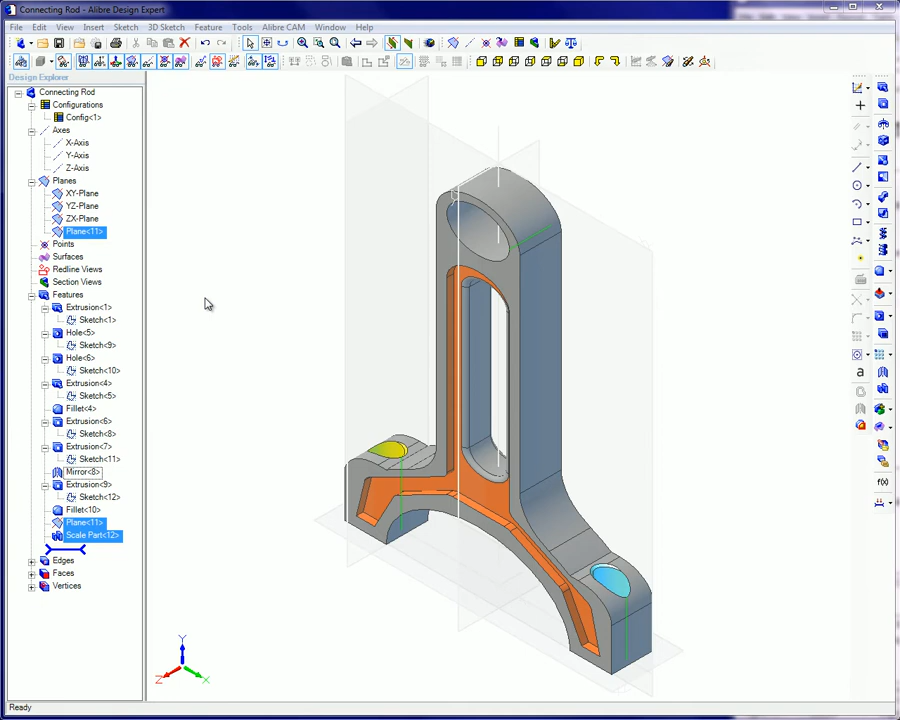 Connecting Rod - Alibre Design Expert
File Edit View Insert Sketch 3D Sketch Feature Tools Alibre CAM Window Help
Design Explorer
Connecting Rod
Configurations
Config<1>
Axes
X-Axis
Y-Axis
Z-Axis
Planes
XY-Plane
YZ-Plane
ZX-Plane
Plane<11>
Points
Surfaces
Redline Views
Section Views
Features
Extrusion<1>
Sketch<1>
Hole<5>
Sketch<9>
Hole<6>
Sketch<10>
Extrusion<4>
Sketch<5>
Fillet<4>
Extrusion<6>
Sketch<8>
Extrusion<7>
Sketch<11>
Mirror<8>
Extrusion<9>
Sketch<12>
Fillet<10>
Plane<11>
Scale Part<12>
Edges
Faces
Vertices
a
f(x)
Y
Z
X
Ready